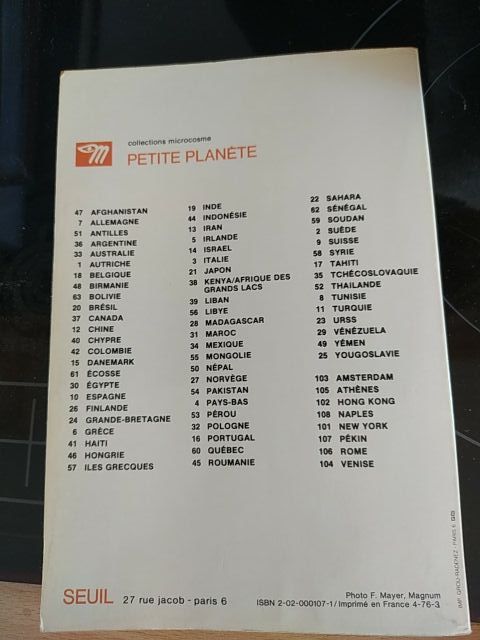 collections microcosme
PETITE PLANÈTE
47 AFGHANISTAN
7 ALLEMAGNE
51 ANTILLES
36 ARGENTINE
33 AUSTRALIE
1 AUTRICHE
18 BELGIQUE
48 BIRMANIE
63 BOLIVIE
20 BRÉSIL
37 CANADA
12 CHINE
40 CHYPRE
42 COLOMBIE
15 DANEMARK
61 ÉCOSSE
30 ÉGYPTE
10 ESPAGNE
26 FINLANDE
24 GRANDE-BRETAGNE
6 GRÈCE
41 HAITI
46 HONGRIE
57 ILES GRECQUES
19 INDE
44 INDONÉSIE
13 IRAN
5 IRLANDE
14 ISRAEL
3 ITALIE
21 JAPON
38 KENYA/AFRIQUE DES
GRANDS LACS
39 LIBAN
56 LIBYE
28 MADAGASCAR
31 MAROC
34 MEXIQUE
55 MONGOLIE
50 NÉPAL
27 NORVÈGE
54 PAKISTAN
4 PAYS-BAS
53 PÉROU
32 POLOGNE
16 PORTUGAL
60 QUÉBEC
45 ROUMANIE
22 SAHARA
62 SÉNÉGAL
59 SOUDAN
2 SUÈDE
9 SUISSE
58 SYRIE
17 TAHITI
35 TCHÉCOSLOVAQUIE
52 THAILANDE
8 TUNISIE
11 TURQUIE
23 URSS
29 VÉNÉZUELA
49 YÉMEN
25 YOUGOSLAVIE
103 AMSTERDAM
105 ATHÈNES
102 HONG KONG
108 NAPLES
101 NEW YORK
107 PÉKIN
106 ROME
104 VENISE
SEUIL 27 rue jacob - paris 6
Photo F. Mayer, Magnum
ISBN 2-02-000107-1/Imprimé en France 4-76-3
IMP. GROU-RADENEZ - PARIS 6